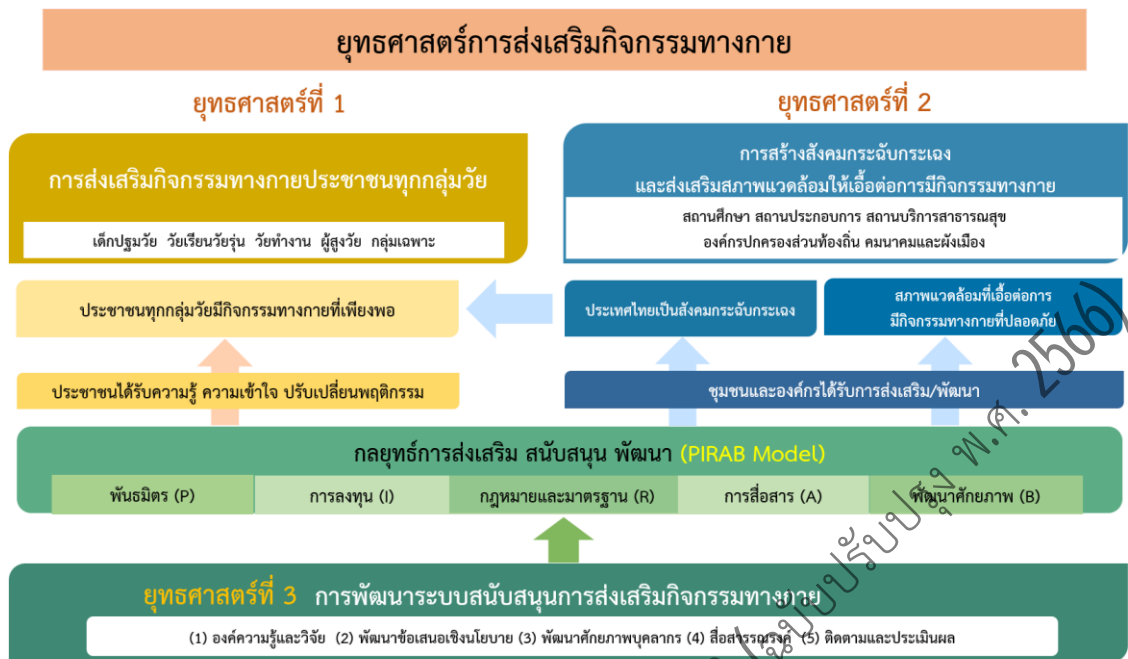 ยุทธศาสตร์การส่งเสริมกิจกรรมทางกาย
ยุทธศาสตร์ที่ 1
การส่งเสริมกิจกรรมทางกายประชาชนทุกกลุ่มวัย
เด็กปฐมวัย วัยเรียนวัยรุ่น วัยทำงาน ผู้สูงวัย กลุ่มเฉพาะ
ยุทธศาสตร์ที่ 2
การสร้างสังคมกระฉับกระเฉง
และส่งเสริมสภาพแวดล้อมให้เอื้อต่อการมีกิจกรรมทางกาย
สถานศึกษา สถานประกอบการ สถานบริการสาธารณสุข
องค์กรปกครองส่วนท้องถิ่น คมนาคมและผังเมือง
ประชาชนทุกกลุ่มวัยมีกิจกรรมทางกายที่เพียงพอ
ประเทศไทยเป็นสังคมกระฉับกระเฉง
สภาพแวดล้อมที่เอื้อต่อการ
มีกิจกรรมทางกายที่ปลอดภัย
ประชาชนได้รับความรู้ ความเข้าใจ ปรับเปลี่ยนพฤติกรรม
ชุมชนและองค์กรได้รับการส่งเสริม/พัฒนา
กลยุทธ์การส่งเสริม สนับสนุน พัฒนา (PIRAB Model)
พันธมิตร (P)
การลงทุน (I)
กฎหมายและมาตรฐาน (R)
การสื่อสาร (A)
พัฒนาศักยภาพ (B)
ยุทธศาสตร์ที่ 3 การพัฒนาระบบสนับสนุนการส่งเสริมกิจกรรมทางกาย
(1) องค์ความรู้และวิจัย (2) พัฒนาข้อเสนอเชิงนโยบาย (3) พัฒนาศักยภาพบุคลากร (4) สื่อสารรณรงค์ (5) ติดตามและประเมินผล
(ฉบับปรับปรุง พ.ศ. 2566)